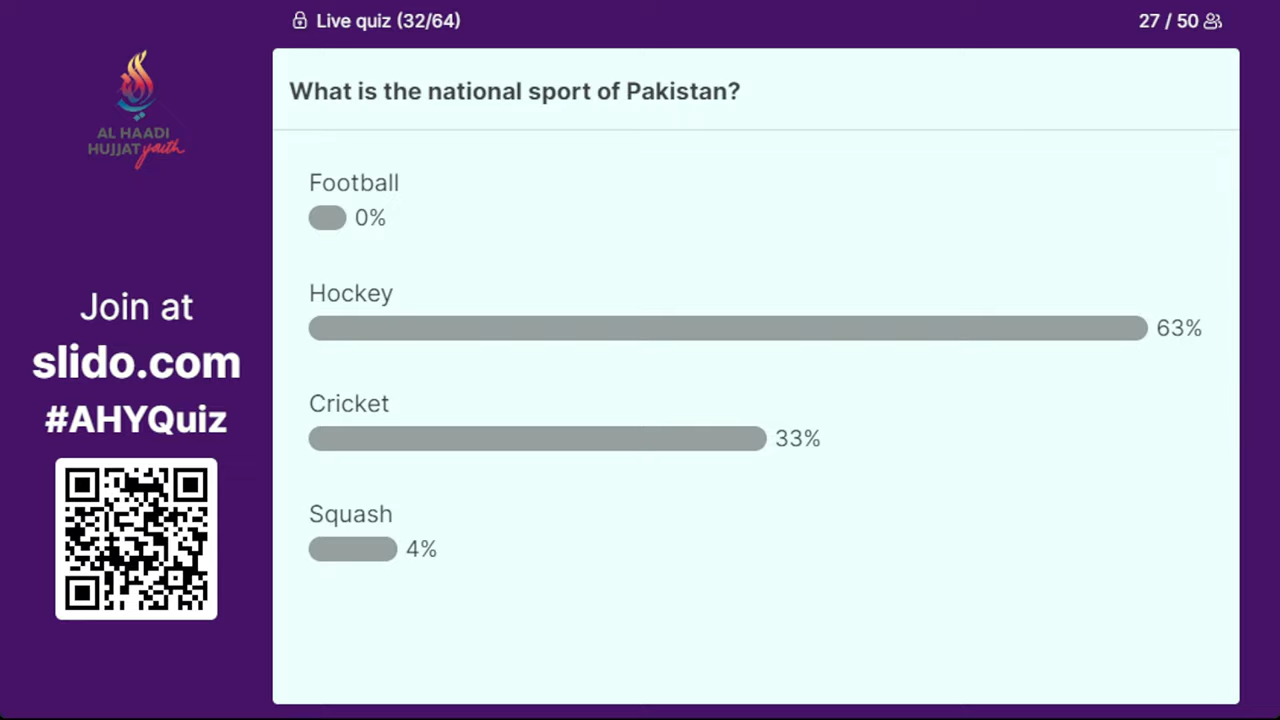 Live quiz (32/64)
27 / 50
AL HAADI
HUJJAT youth
Join at
slido.com
#AHYQuiz
What is the national sport of Pakistan?
Football
0%
Hockey
63%
Cricket
33%
Squash
4%